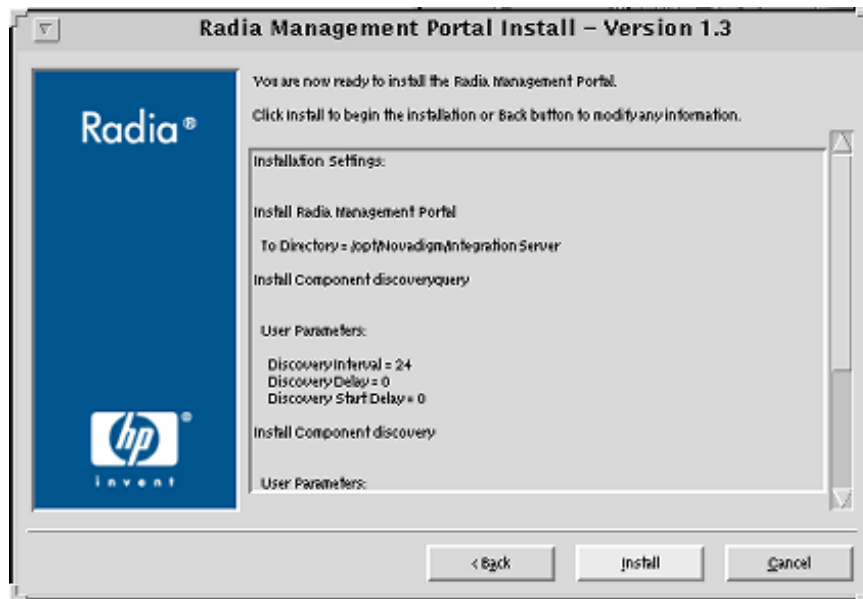 Radia Management Portal Install – Version 1.3
Radia®
You are now ready to install the Radia Management Portal.
Click Install to begin the installation or Back button to modify any information.
Installation Settings:
Install Radia Management Portal
To Directory = /opt/Novadigm/Integration Server
Install Component discoveryquery
User Parameters:
Discovery Interval = 24
Discovery Delay = 0
Discovery Start Delay = 0
Install Component discovery
User Parameters:
hp®
invent
< Back
Install
Cancel